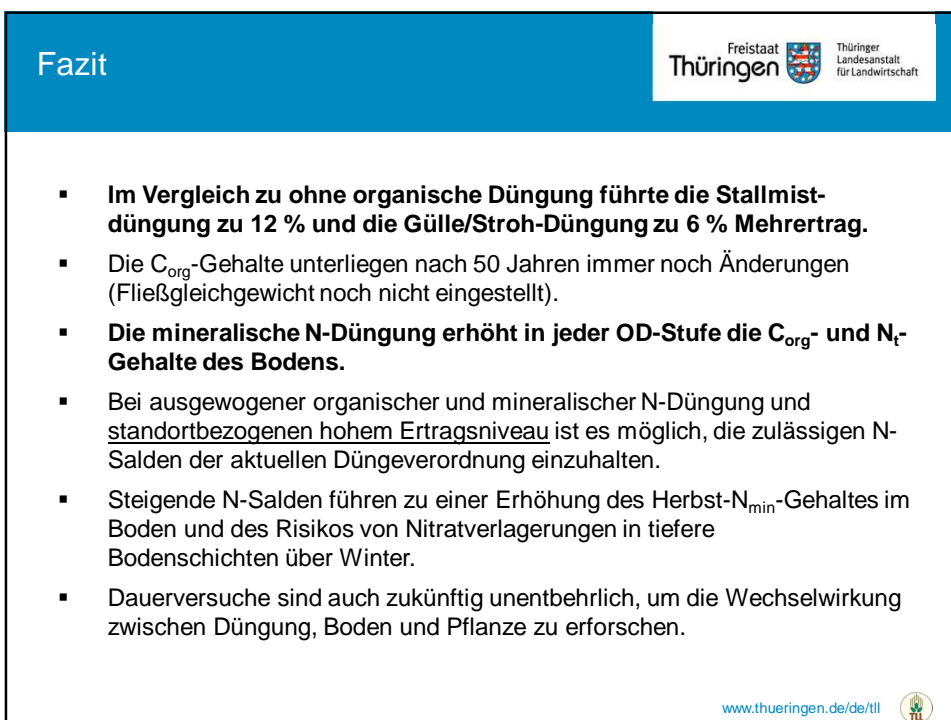 Fazit
Freistaat
Thüringen
Thüringer
Landesanstalt
für Landwirtschaft
▪ Im Vergleich zu ohne organische Düngung führte die Stallmist-
düngung zu 12 % und die Gülle/Stroh-Düngung zu 6 % Mehrertrag.
▪ Die Corg-Gehalte unterliegen nach 50 Jahren immer noch Änderungen
(Fließgleichgewicht noch nicht eingestellt).
▪ Die mineralische N-Düngung erhöht in jeder OD-Stufe die Corg- und Nt-
Gehalte des Bodens.
▪ Bei ausgewogener organischer und mineralischer N-Düngung und
standortbezogenen hohem Ertragsniveau ist es möglich, die zulässigen N-
Salden der aktuellen Düngeverordnung einzuhalten.
▪ Steigende N-Salden führen zu einer Erhöhung des Herbst-Nmin-Gehaltes im
Boden und des Risikos von Nitratverlagerungen in tiefere
Bodenschichten über Winter.
▪ Dauerversuche sind auch zukünftig unentbehrlich, um die Wechselwirkung
zwischen Düngung, Boden und Pflanze zu erforschen.
www.thueringen.de/de/tll
TLL